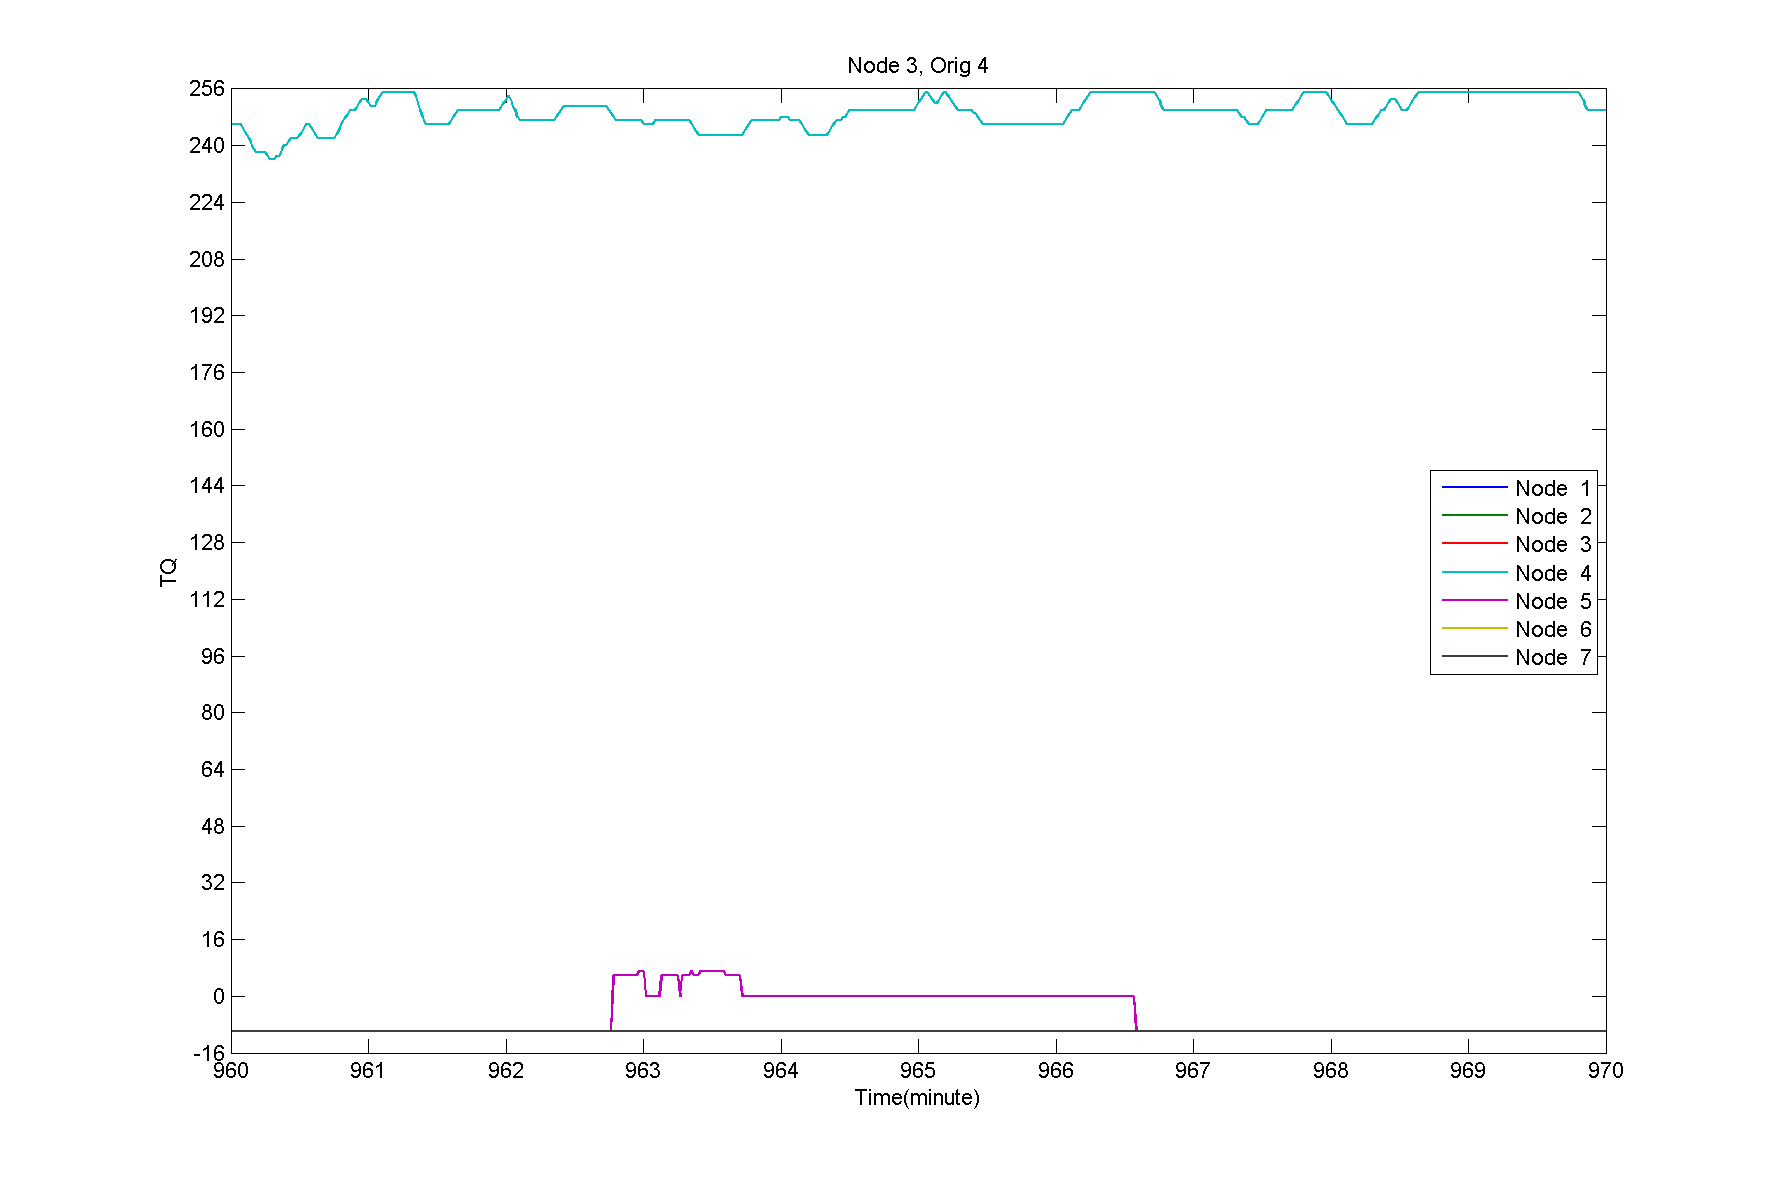 Node 3, Orig 4
256
240
224
208
192
176
160
144
128
112
96
80
64
48
32
16
0
-16
TQ
Node 1
Node 2
Node 3
Node 4
Node 5
Node 6
Node 7
960 961 962 963 964 965 966 967 968 969 970
Time(minute)